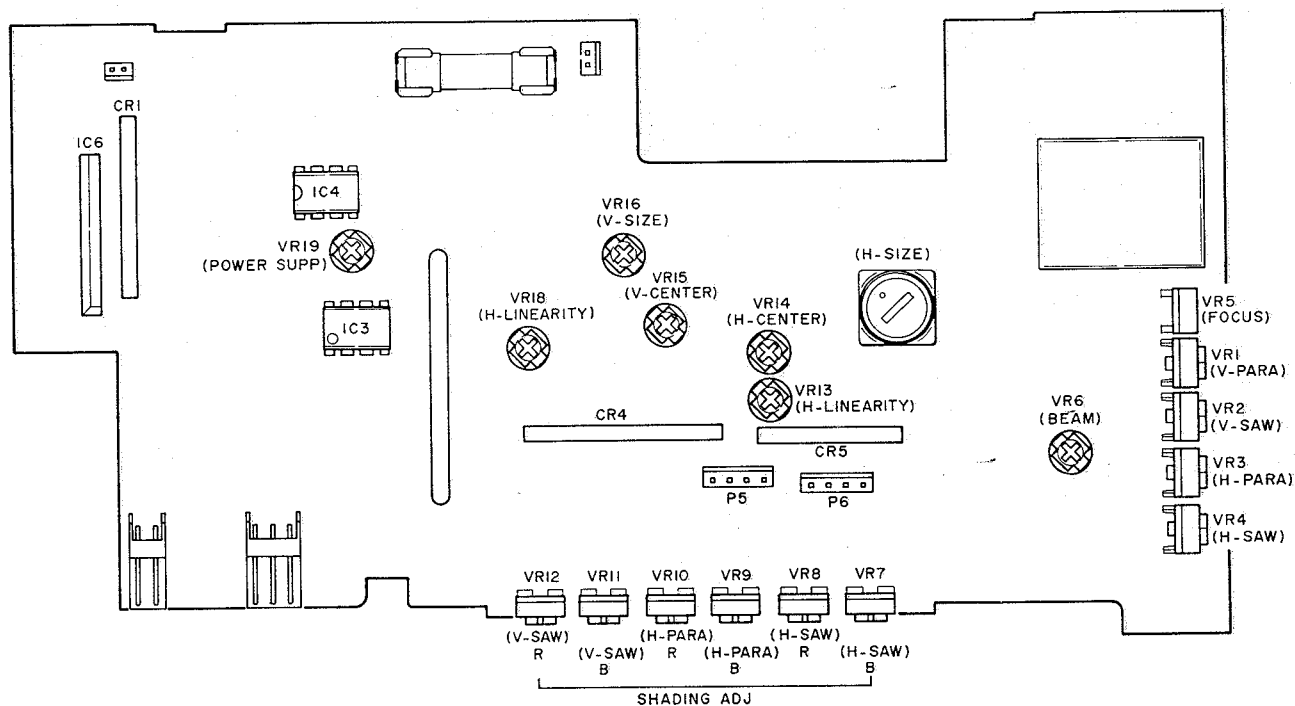 CR1
IC6
IC4
VR16
(V-SIZE)
VR19
(POWER SUPP)
(H-SIZE)
VR15
(V-CENTER)
VR18
(H-LINEARITY)
VR14
(H-CENTER)
IC3
VR5
(FOCUS)
VR1
(V-PARA)
VR13
(H-LINEARITY)
VR6
(BEAM)
VR2
(V-SAW)
CR4
CR5
VR3
(H-PARA)
P5
P6
VR4
(H-SAW)
VR12
VR11
VR10
VR9
VR8
VR7
(V-SAW)
R
(V-SAW)
B
(H-PARA)
R
(H-PARA)
B
(H-SAW)
R
(H-SAW)
B
SHADING ADJ